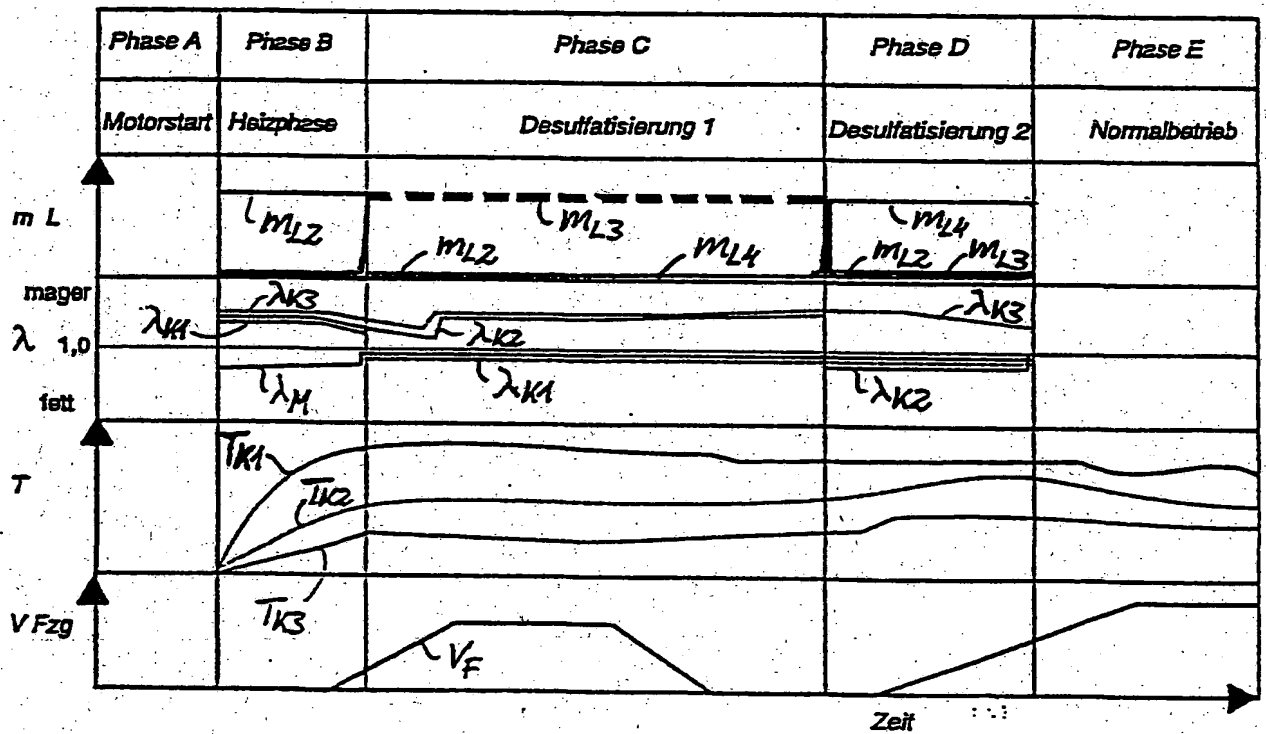 Phase A Phase B Phase C Phase D Phase E
Motorstart Heizphase Desulfatisierung 1 Desulfatisierung 2 Normalbetrieb
m L
mL2 mL3 mL4
mL2 mL4 mL2 mL3
mager
λK3 λK3
λK1 λK2
λ 1,0
λM λK1 λK2
fett
TK1
T TK2
TK3
V Fzg
VF
Zeit